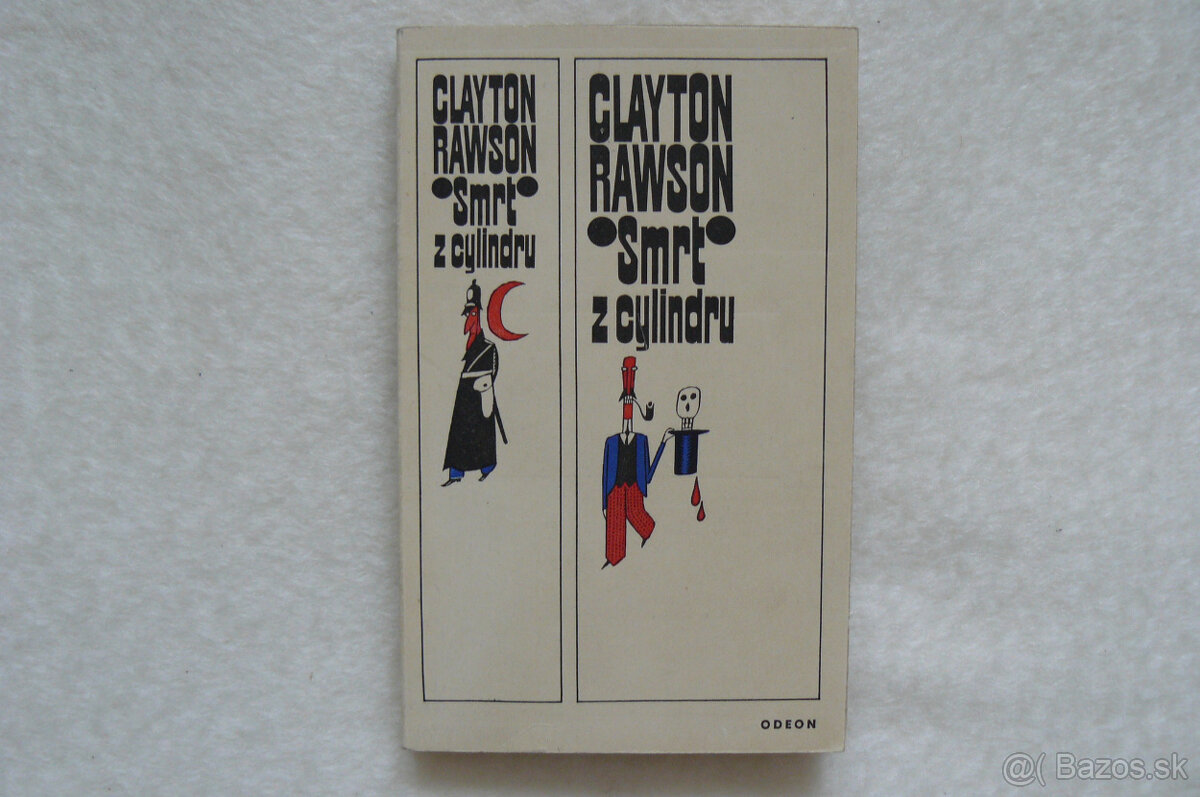 CLAYTON
RAWSON
Smrt
z cylindru
CLAYTON
RAWSON
Smrt
z cylindru
ODEON
@( Bazos.sk